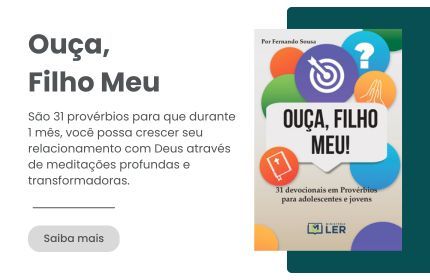 Ouça,
Filho Meu
São 31 provérbios para que durante
1 mês, você possa crescer seu
relacionamento com Deus através
de meditações profundas e
transformadoras.
Saiba mais
Por Fernando Sousa
?
OUÇA, FILHO
MEU!
31 devocionais em Provérbios
para adolescentes e jovens
MINISTÉRIO
LER